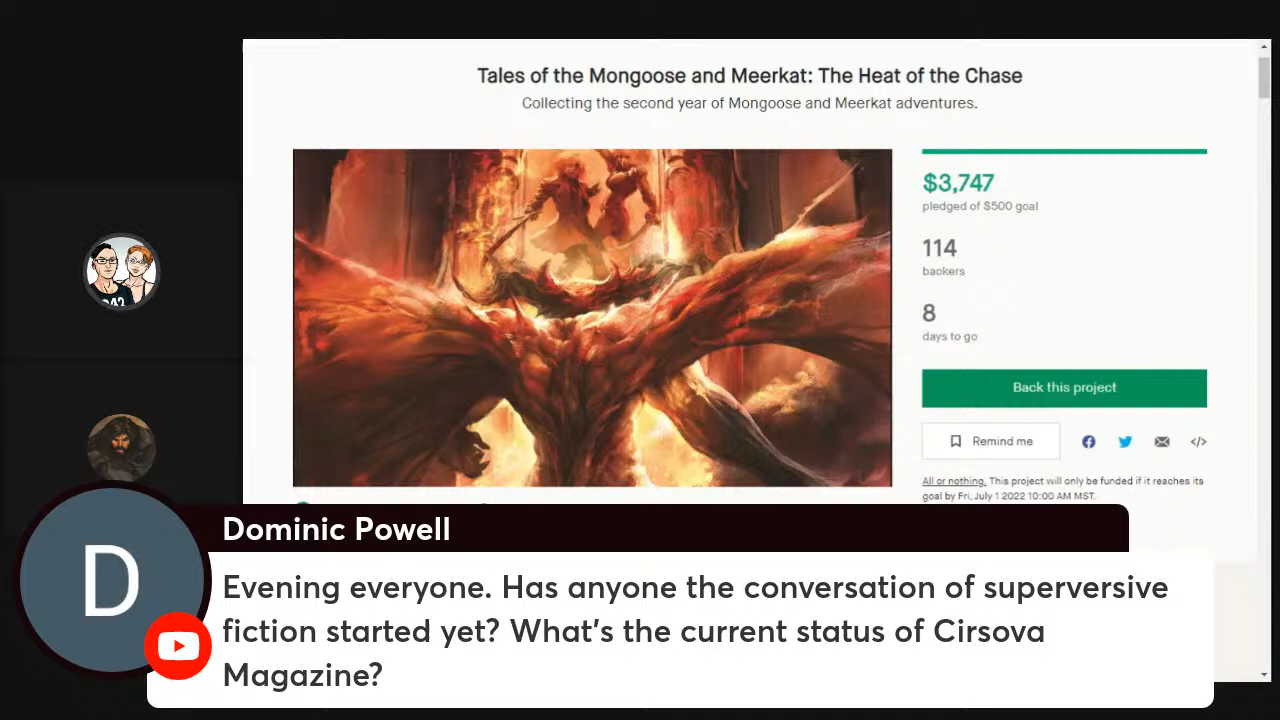 Tales of the Mongoose and Meerkat: The Heat of the Chase
Collecting the second year of Mongoose and Meerkat adventures.
$3,747
pledged of $500 goal
114
backers
8
days to go
Back this project
Remind me
</>
All or nothing. This project will only be funded if it reaches its
goal by Fri, July 1 2022 10:00 AM MST.
D
Dominic Powell
Evening everyone. Has anyone the conversation of superversive
fiction started yet? What's the current status of Cirsova
Magazine?